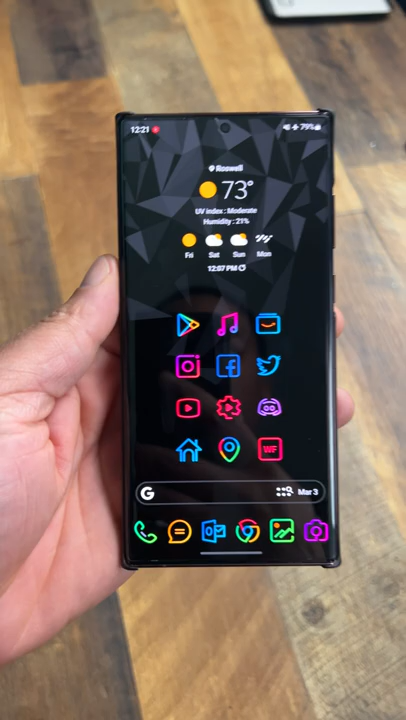 12:21
79%
Roswell
73°
UV index : Moderate
Humidity : 21%
Fri Sat Sun Mon
12:07 PM
WF
G Mar 3